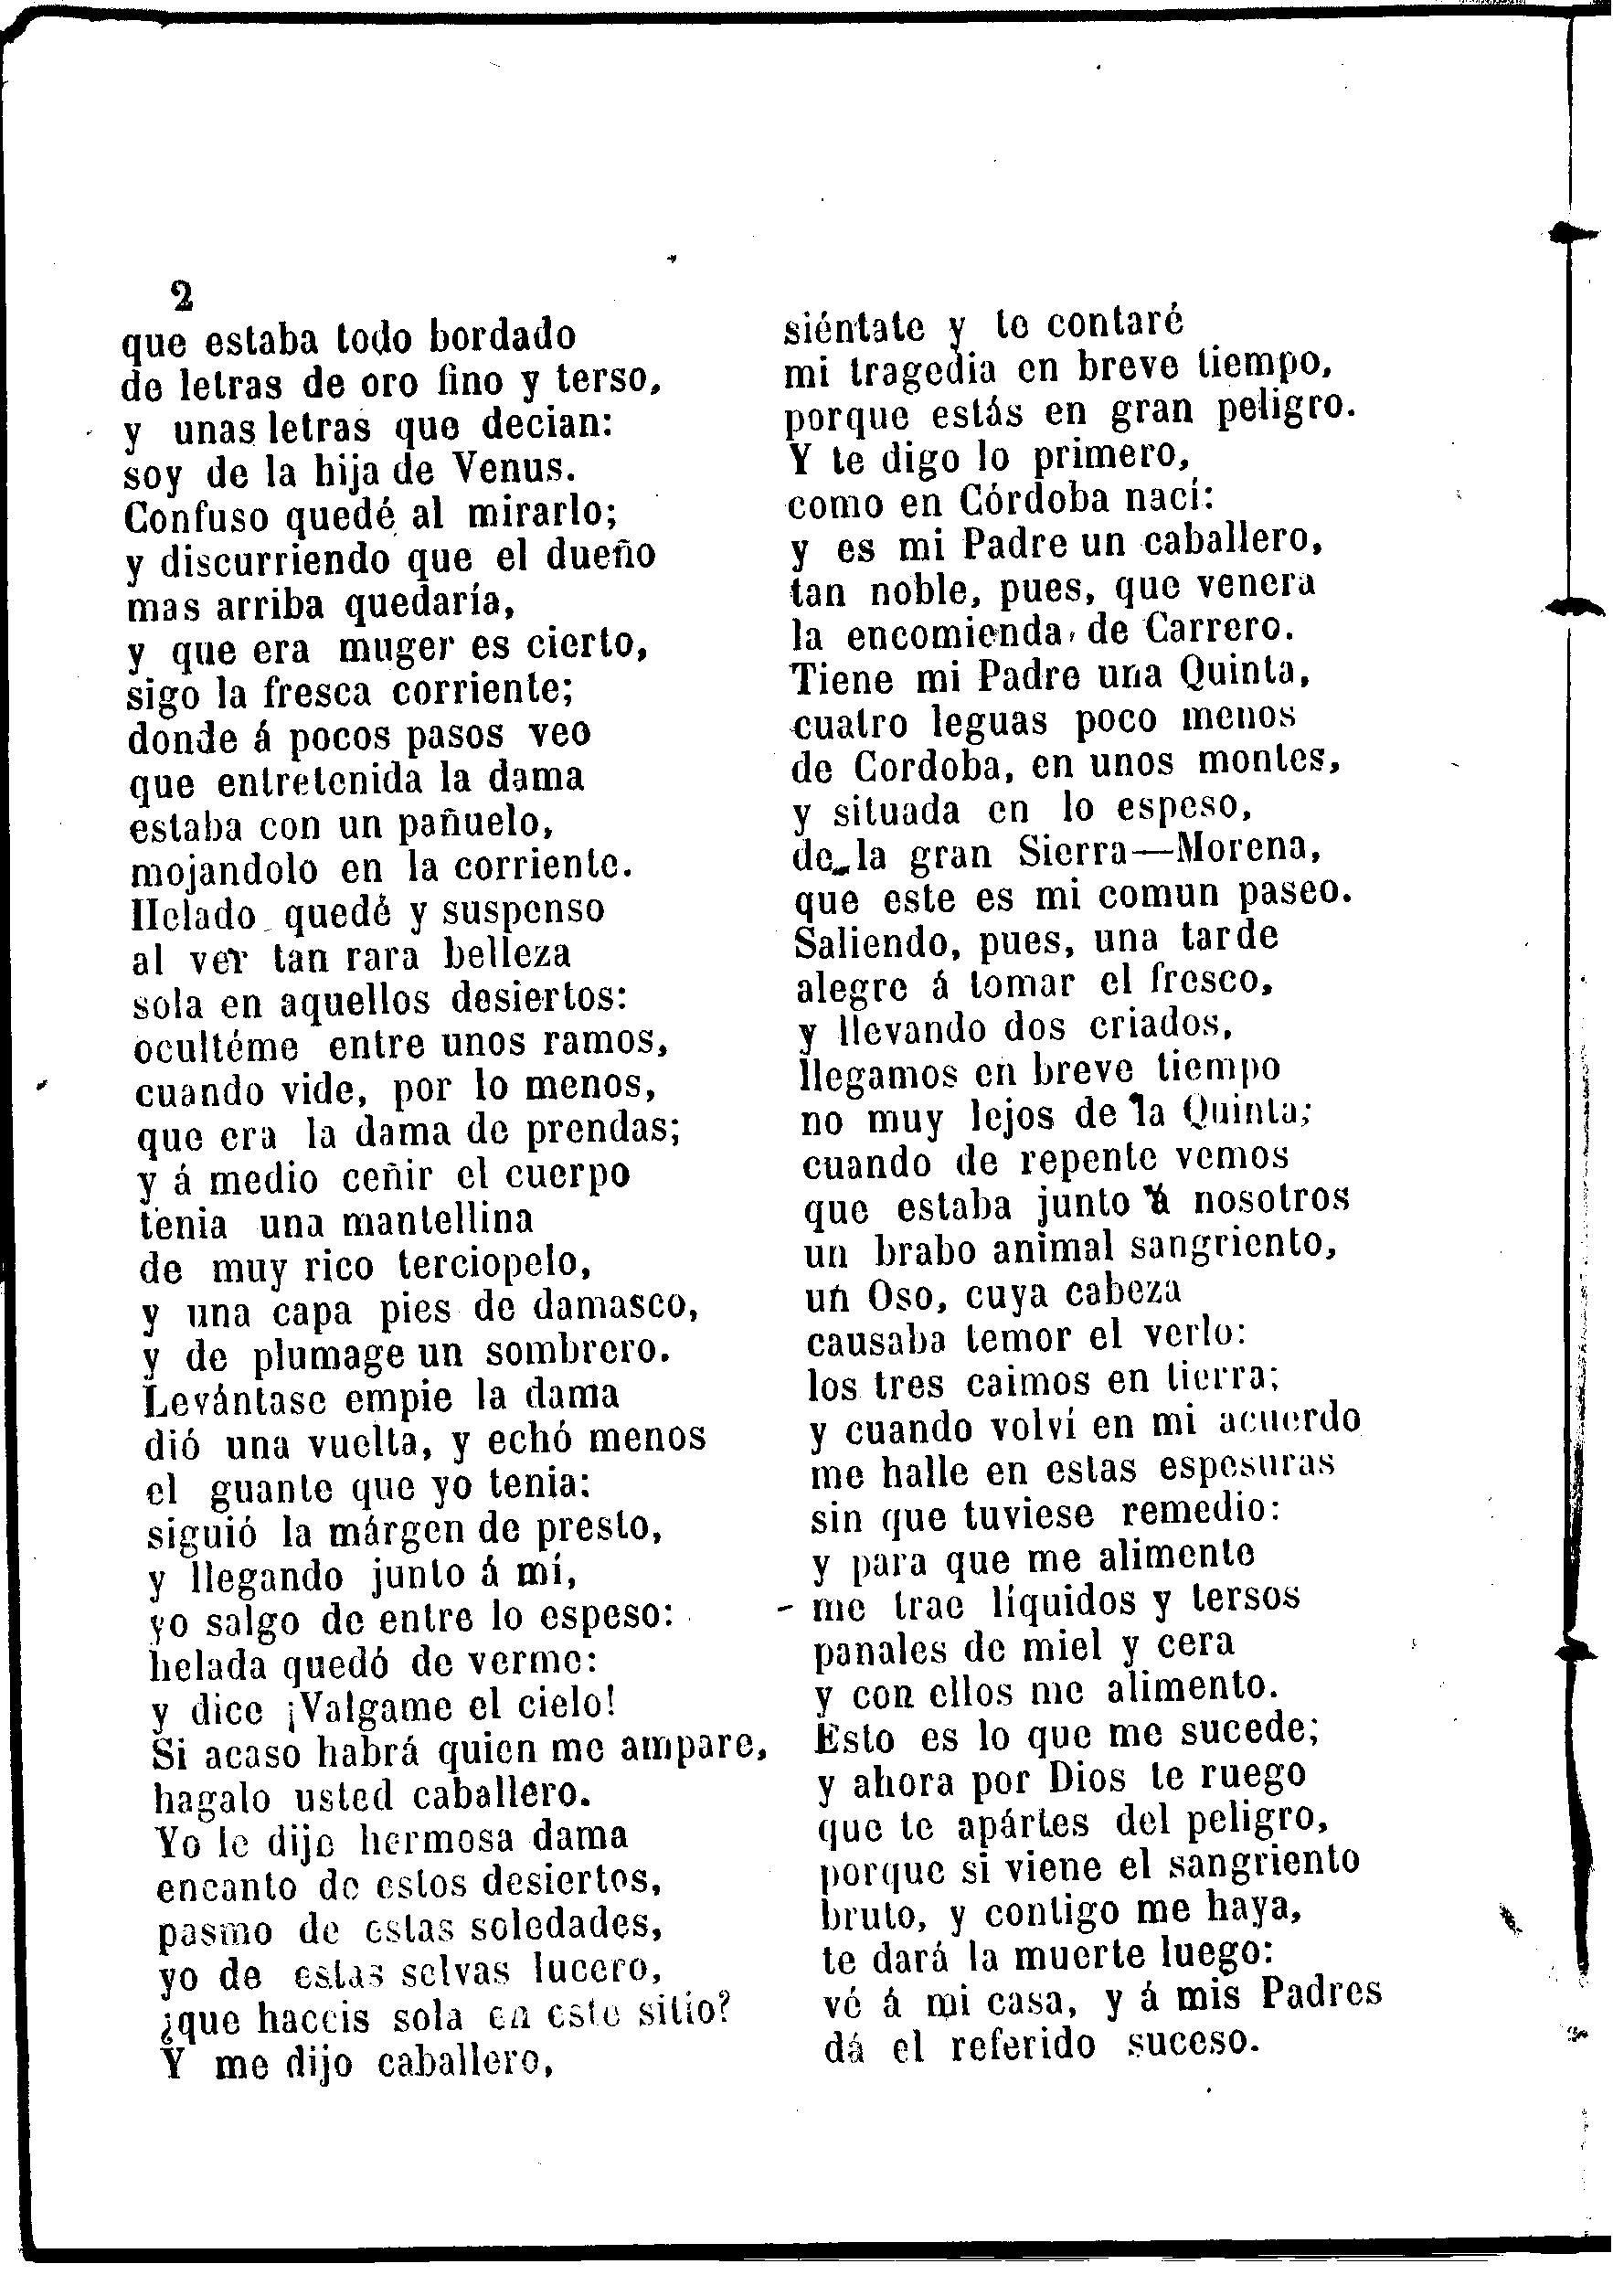 2
que estaba todo bordado
de letras de oro fino y terso,
y unas letras que decian:
soy de la hija de Venus.
Confuso quedé al mirarlo;
y discurriendo que el dueño
mas arriba quedaría,
y que era muger es cierto,
sigo la fresca corriente;
donde á pocos pasos veo
que entretenida la dama
estaba con un pañuelo,
mojandolo en la corriente.
Helado quedé y suspenso
al ver tan rara belleza
sola en aquellos desiertos:
ocultéme entre unos ramos,
cuando vide, por lo menos,
que era la dama de prendas;
y á medio ceñir el cuerpo
tenia una mantellina
de muy rico terciopelo,
y una capa pies de damasco,
y de plumage un sombrero.
Levántase empie la dama
dió una vuelta, y echó menos
el guante que yo tenia:
siguió la márgen de presto,
y llegando junto á mí,
yo salgo de entre lo espeso:
helada quedó de verme:
y dice ¡Valgame el cielo!
Si acaso habrá quien me ampare,
hagalo usted caballero.
Yo le dije hermosa dama
encanto de estos desiertos,
pasmo de estas soledades,
yo de estas selvas lucero,
¿que haceis sola en este sitio?
Y me dijo caballero,
siéntate y te contaré
mi tragedia en breve tiempo,
porque estás en gran peligro.
Y te digo lo primero,
como en Córdoba nací:
y es mi Padre un caballero,
tan noble, pues, que venera
la encomienda de Carrero.
Tiene mi Padre una Quinta,
cuatro leguas poco menos
de Cordoba, en unos montes,
y situada en lo espeso,
de la gran Sierra—Morena,
que este es mi comun paseo.
Saliendo, pues, una tarde
alegre á tomar el fresco,
y llevando dos criados,
llegamos en breve tiempo
no muy lejos de la Quinta;
cuando de repente vemos
que estaba junto á nosotros
un brabo animal sangriento,
un Oso, cuya cabeza
causaba temor el verlo:
los tres caimos en tierra;
y cuando volví en mi acuerdo
me halle en estas espesuras
sin que tuviese remedio:
y para que me alimente
me trae líquidos y tersos
panales de miel y cera
y con ellos me alimento.
Esto es lo que me sucede;
y ahora por Dios te ruego
que te apártes del peligro,
porque si viene el sangriento
bruto, y contigo me haya,
te dará la muerte luego:
vé á mi casa, y á mis Padres
dá el referido suceso.